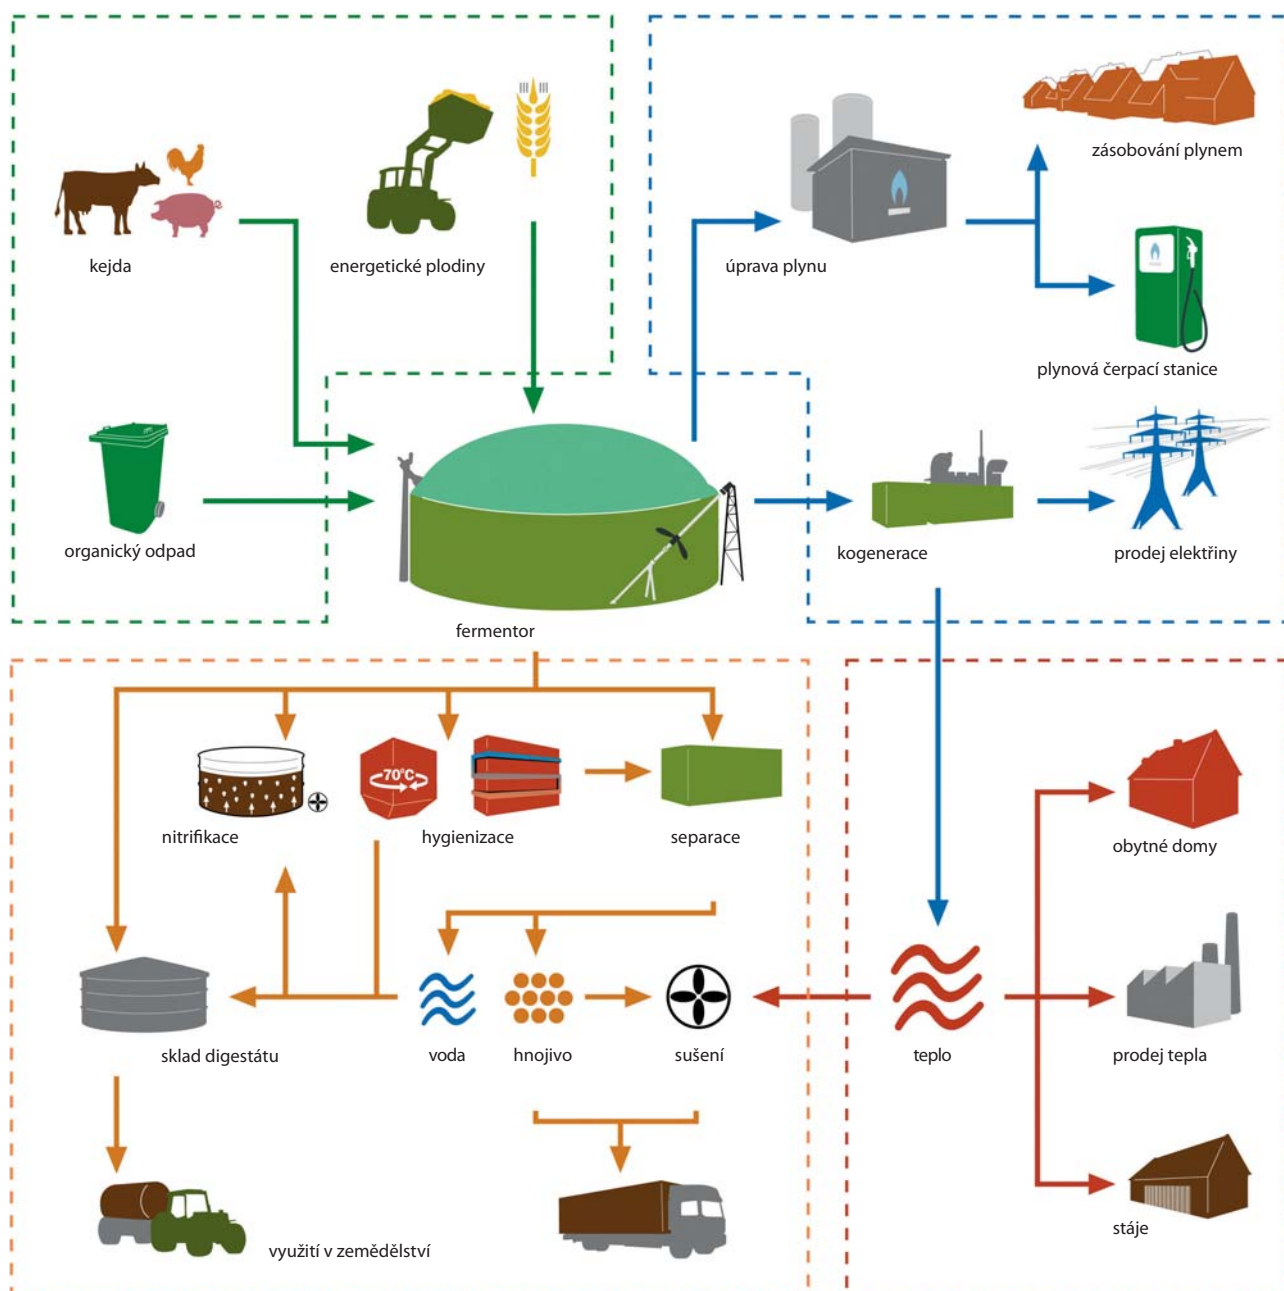 zásobování plynem
kejda
energetické plodiny
úprava plynu
plynová čerpací stanice
organický odpad
kogenerace
prodej elektřiny
fermentor
70°C
nitrifikace
hygienizace
separace
obytné domy
sklad digestátu
voda
hnojivo
sušení
teplo
prodej tepla
stáje
využití v zemědělství